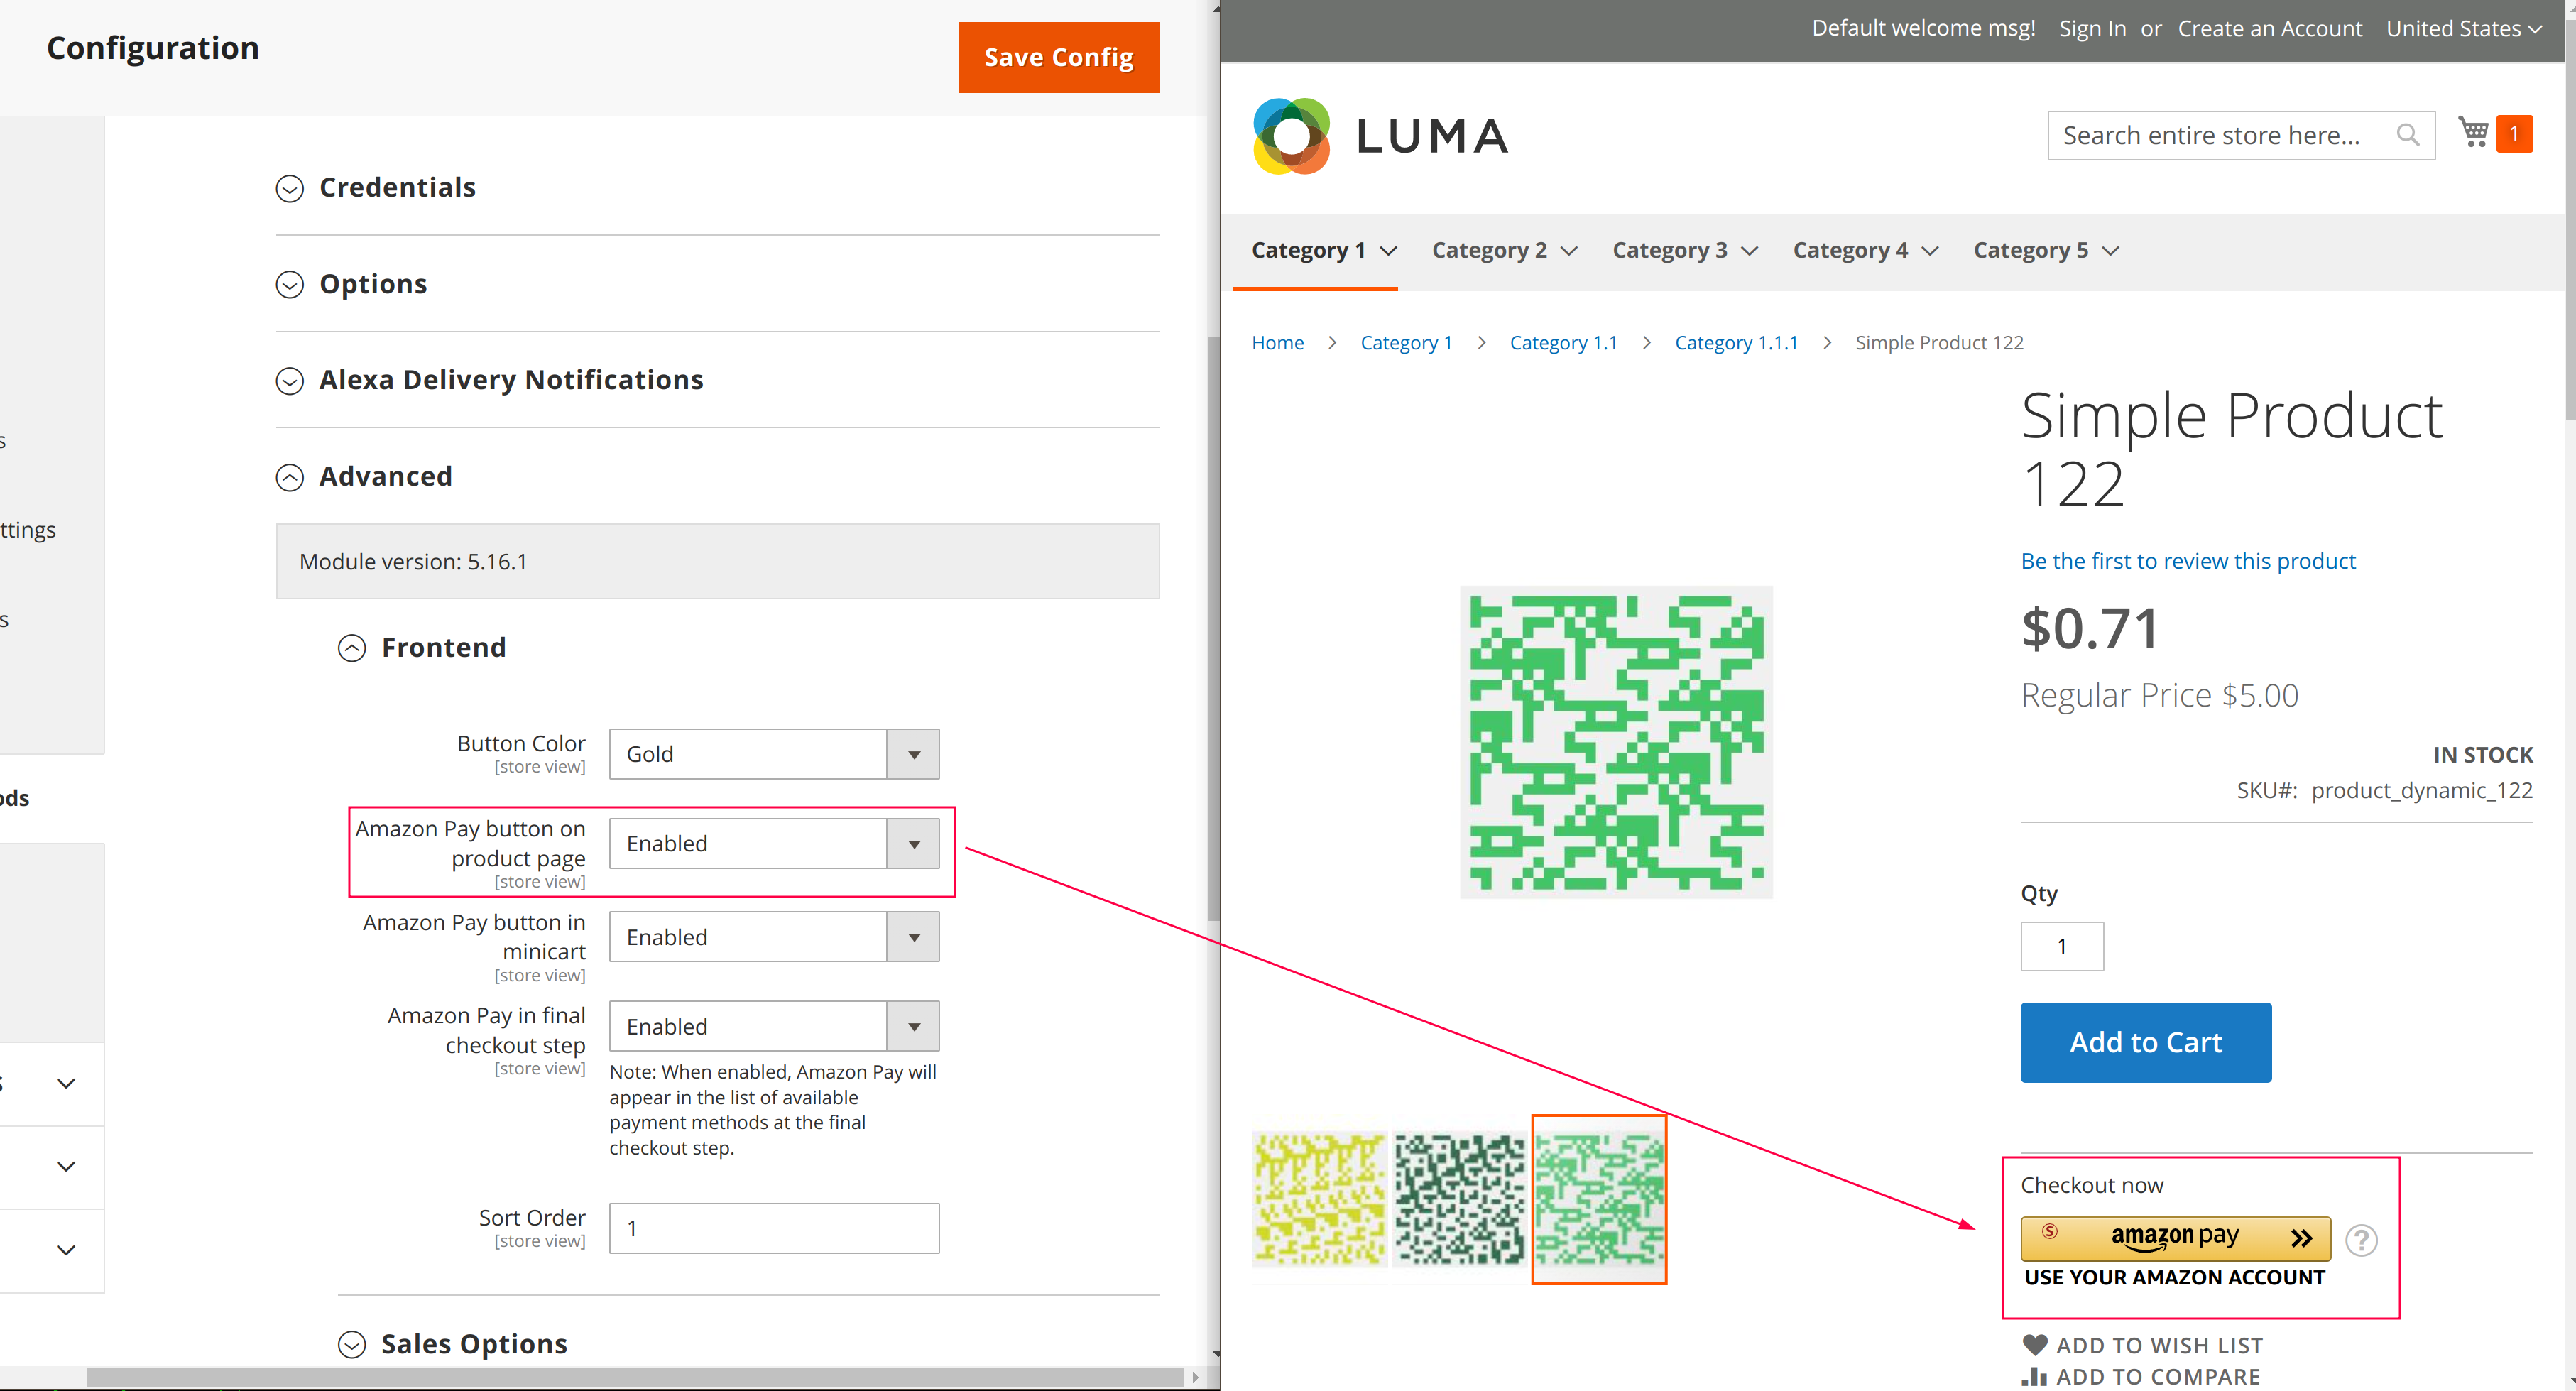 Configuration
Save Config
Credentials
Options
Alexa Delivery Notifications
Advanced
Module version: 5.16.1
Frontend
Button Color
[store view]
Gold
Amazon Pay button on
product page
[store view]
Enabled
Amazon Pay button in
minicart
[store view]
Enabled
Amazon Pay in final
checkout step
[store view]
Enabled
Note: When enabled, Amazon Pay will
appear in the list of available
payment methods at the final
checkout step.
Sort Order
[store view]
1
Sales Options
s
ttings
s
ods
Default welcome msg! Sign In or Create an Account United States
LUMA
Search entire store here...
1
Category 1 Category 2 Category 3 Category 4 Category 5
Home > Category 1 > Category 1.1 > Category 1.1.1 > Simple Product 122
Simple Product
122
Be the first to review this product
$0.71
Regular Price $5.00
IN STOCK
SKU#: product_dynamic_122
Qty
1
Add to Cart
Checkout now
S amazon pay
?
USE YOUR AMAZON ACCOUNT
ADD TO WISH LIST
ADD TO COMPARE